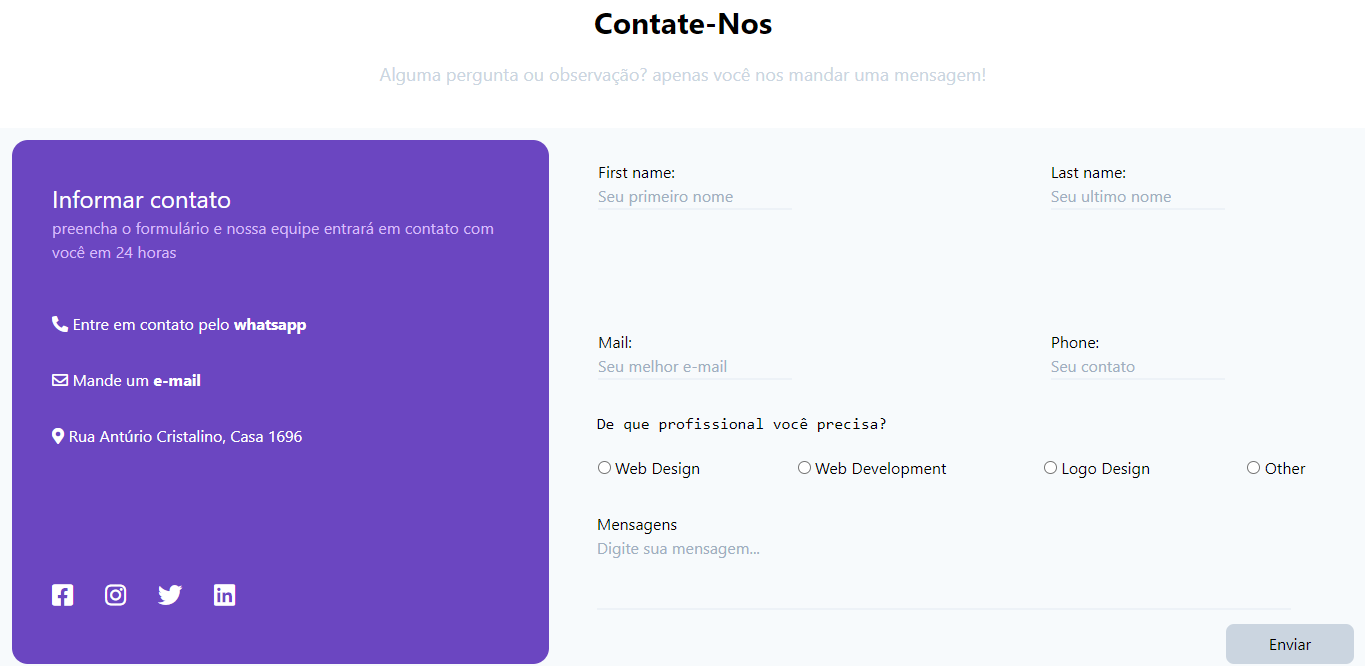 Contate-Nos
Alguma pergunta ou observação? apenas você nos mandar uma mensagem!
Informar contato
preencha o formulário e nossa equipe entrará em contato com
você em 24 horas
Entre em contato pelo whatsapp
Mande um e-mail
Rua Antúrio Cristalino, Casa 1696
First name:
Seu primeiro nome
Last name:
Seu ultimo nome
Mail:
Seu melhor e-mail
Phone:
Seu contato
De que profissional você precisa?
Web Design
Web Development
Logo Design
Other
Mensagens
Digite sua mensagem...
Enviar